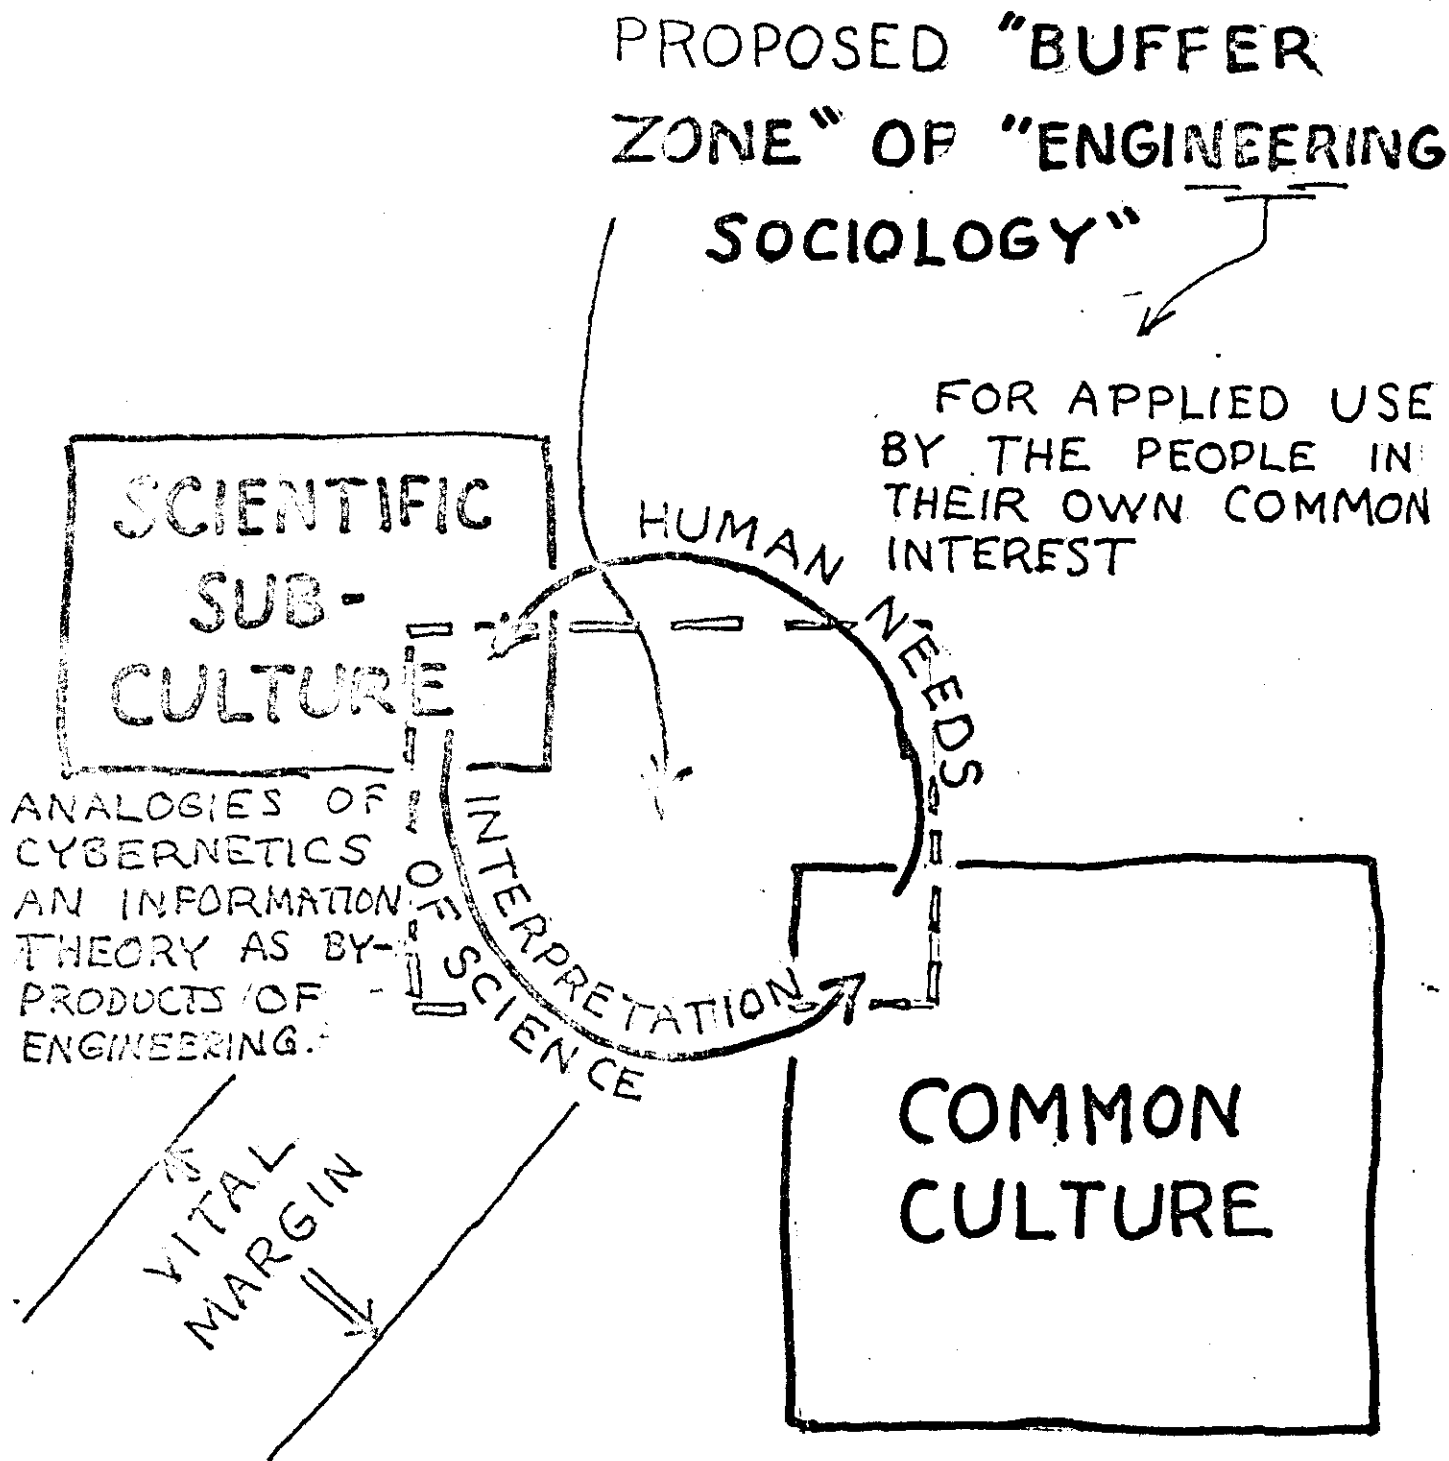 PROPOSED "BUFFER
ZONE" OF "ENGINEERING
SOCIOLOGY"
FOR APPLIED USE
BY THE PEOPLE IN
THEIR OWN COMMON
INTEREST
SCIENTIFIC
SUB-
CULTURE
HUMAN NEEDS
ANALOGIES OF
CYBERNETICS
AN INFORMATION
THEORY AS BY-
PRODUCTS OF
ENGINEERING.
INTERPRETATION
OF SCIENCE
COMMON
CULTURE
VITAL
MARGIN